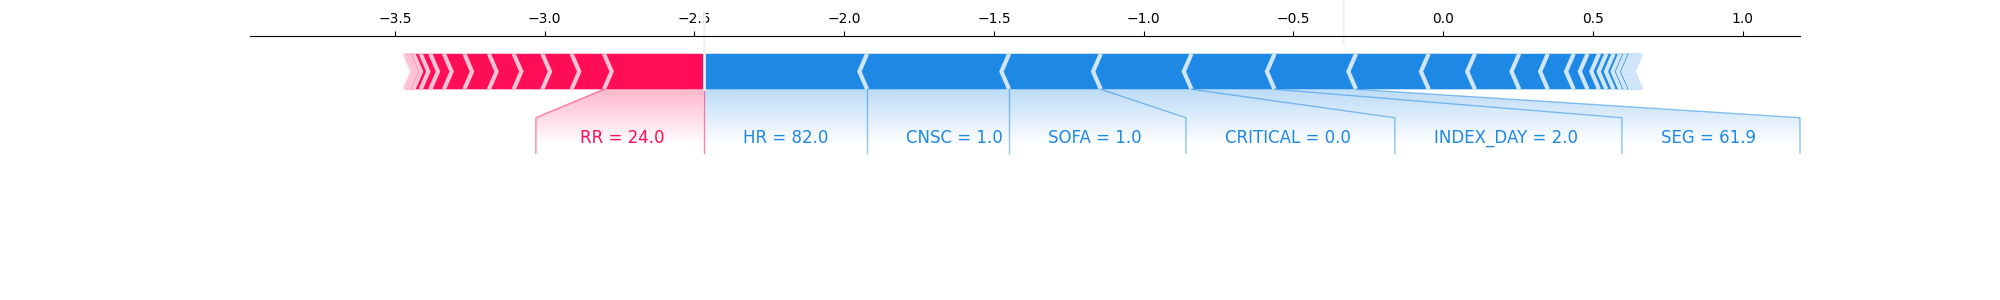 −3.5 −3.0 −2.5 −2.0 −1.5 −1.0 −0.5 0.0 0.5 1.0
RR = 24.0 HR = 82.0 CNSC = 1.0 SOFA = 1.0 CRITICAL = 0.0 INDEX_DAY = 2.0 SEG = 61.9